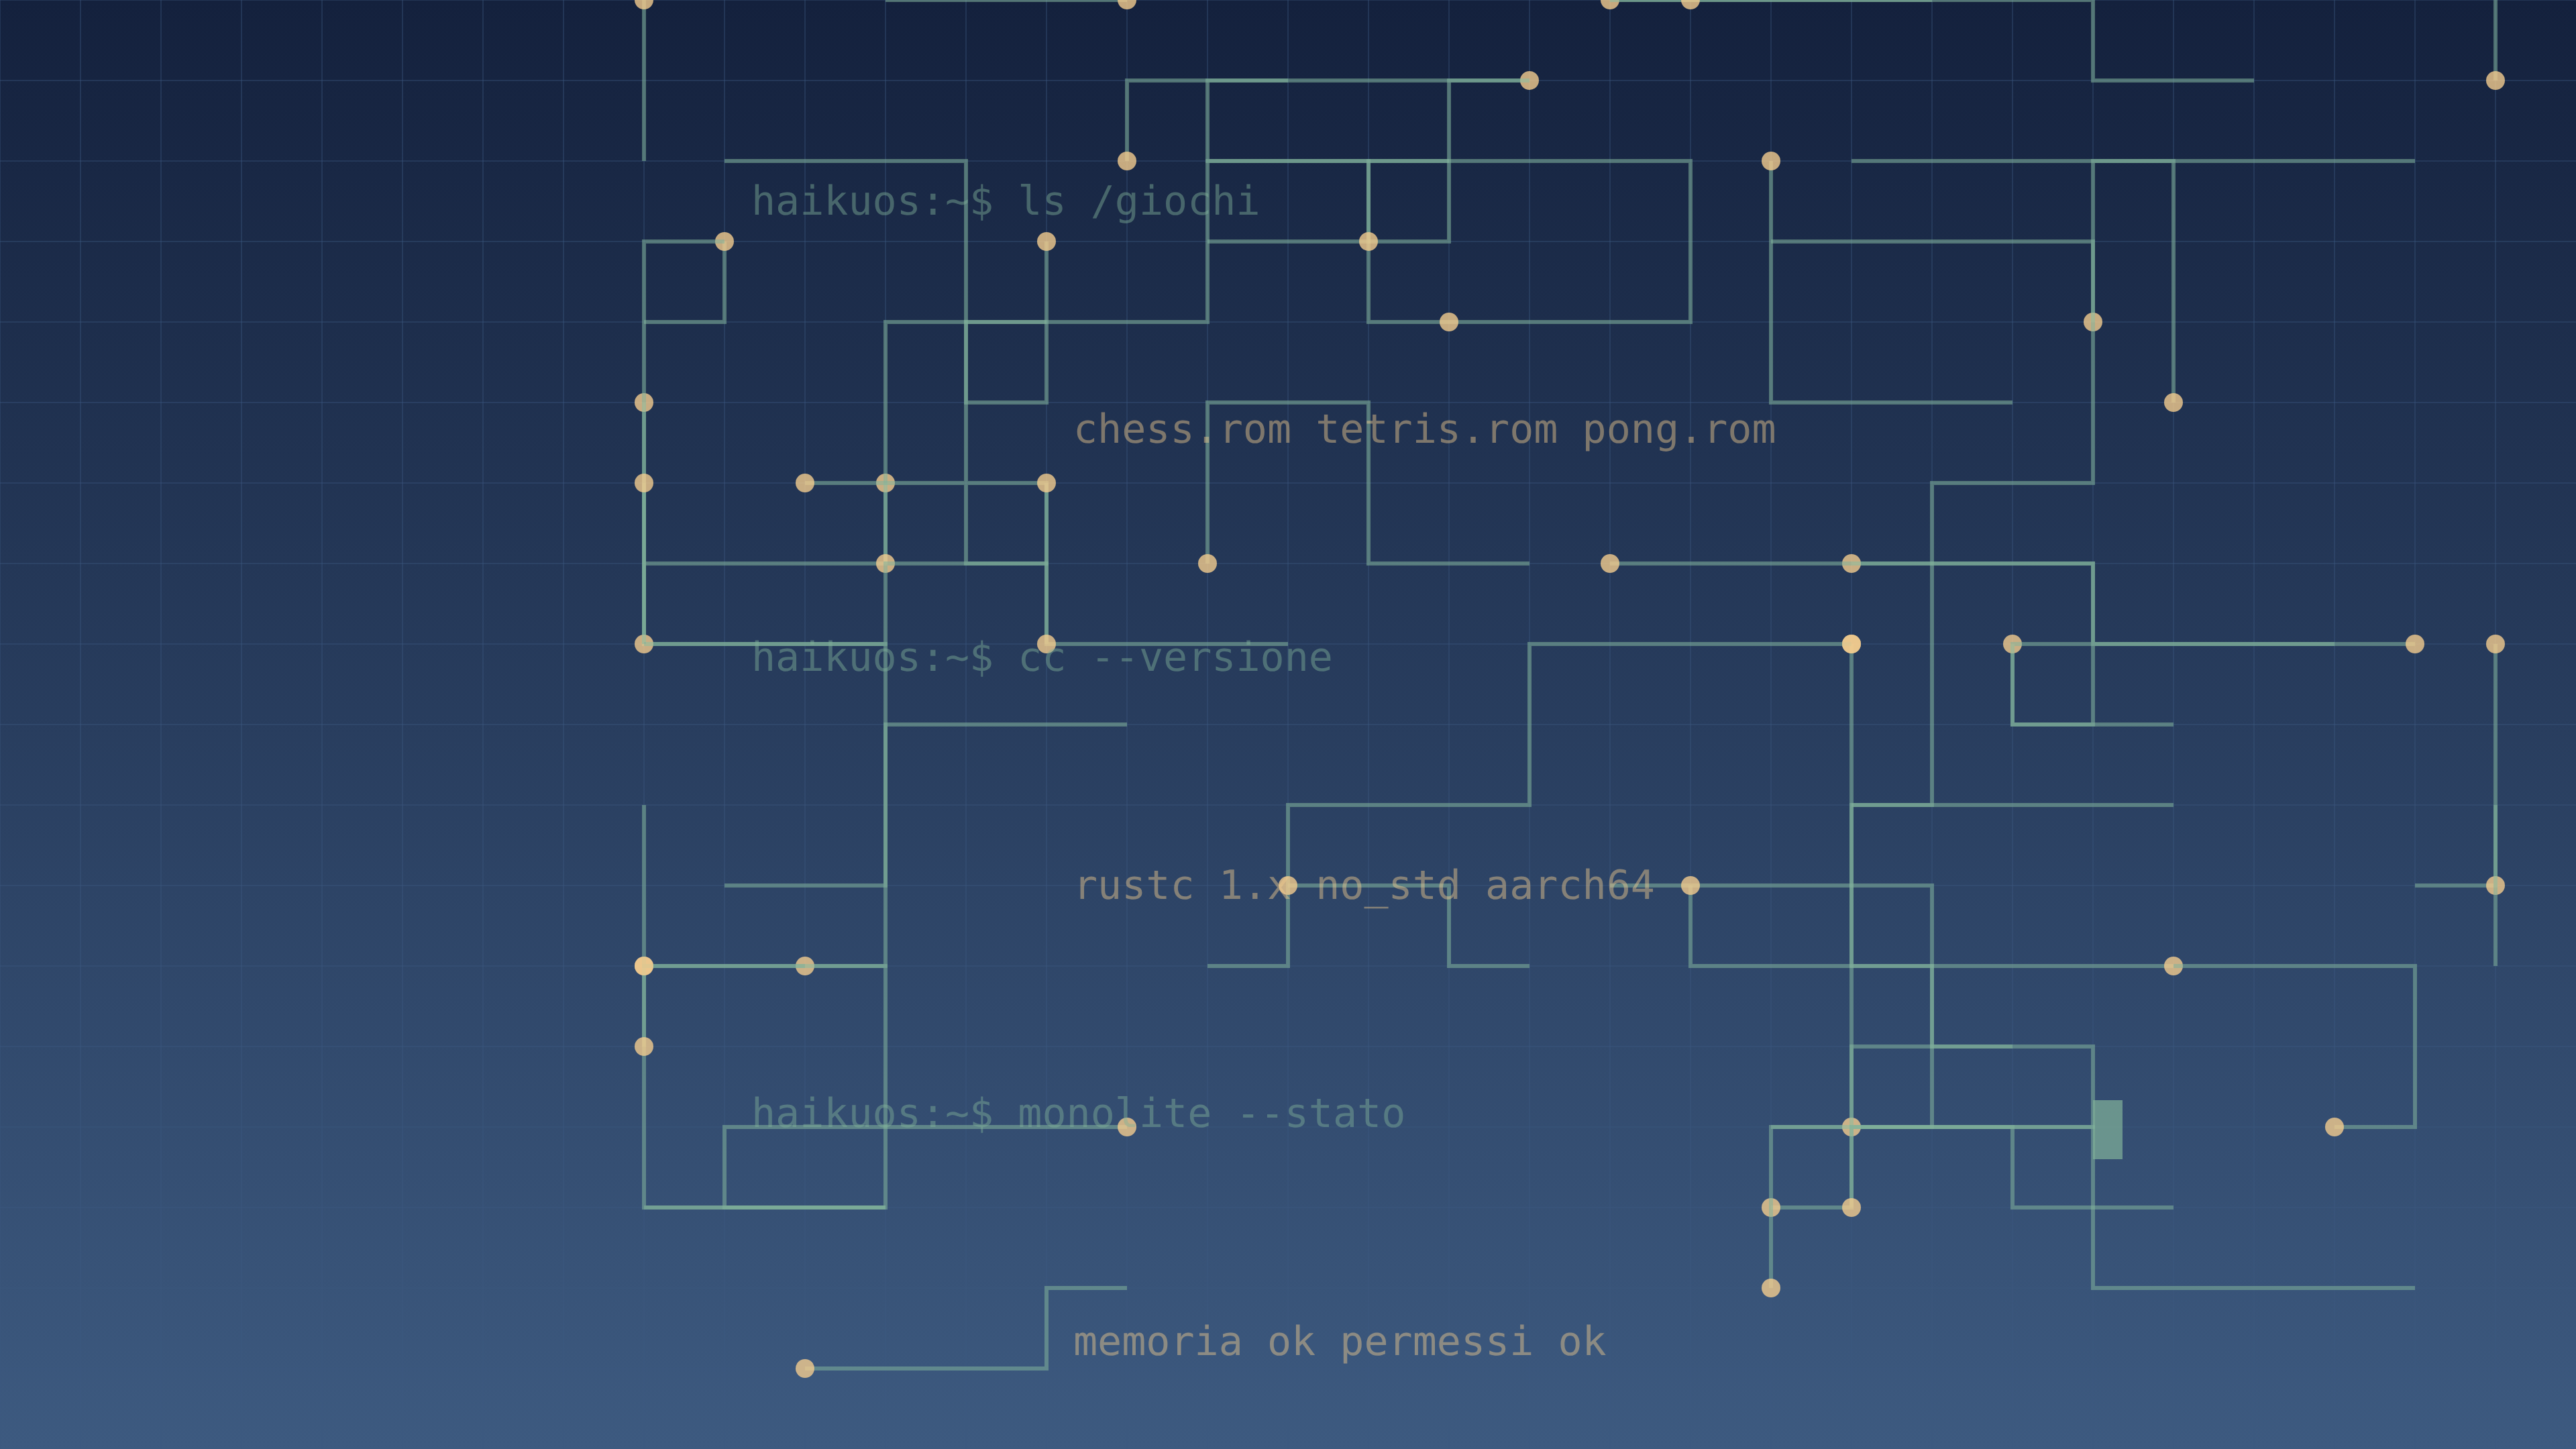 haikuos:~$ ls /giochi
chess.rom tetris.rom pong.rom
haikuos:~$ cc --versione
rustc 1.x no_std aarch64
haikuos:~$ monolite --stato
memoria ok permessi ok